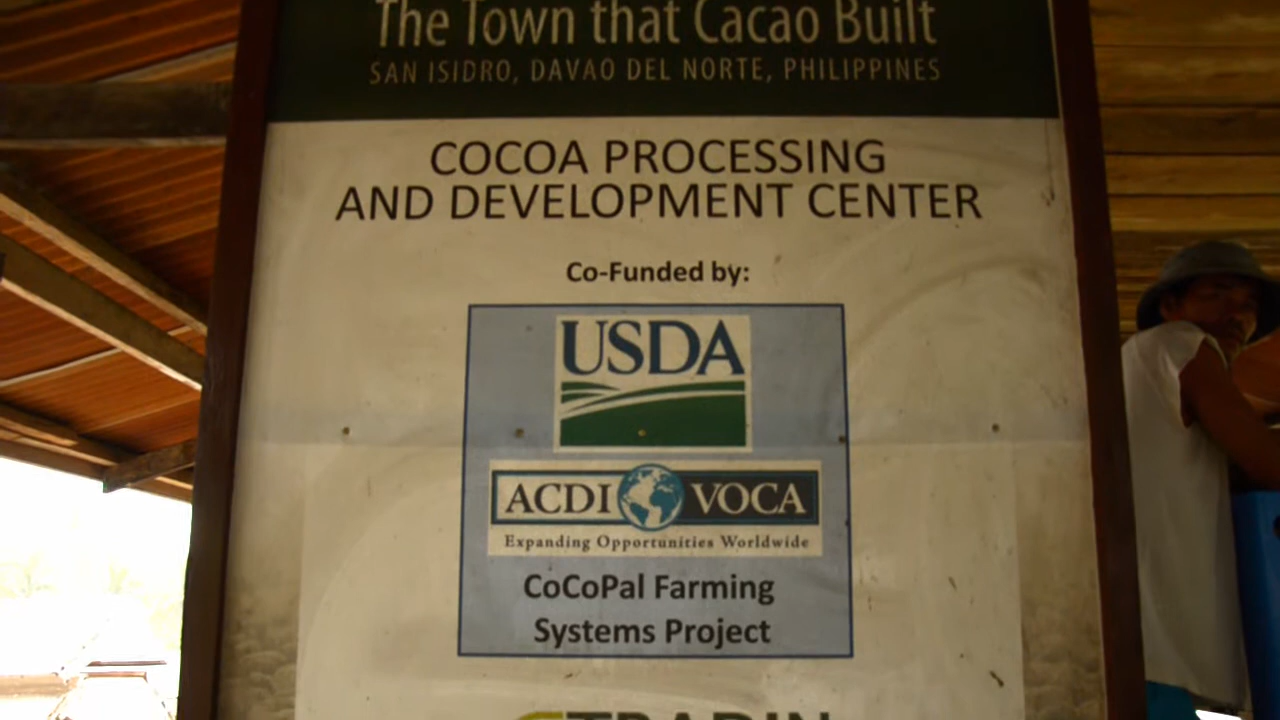 The Town that Cacao Built
SAN ISIDRO, DAVAO DEL NORTE, PHILIPPINES
COCOA PROCESSING
AND DEVELOPMENT CENTER
Co-Funded by:
USDA
ACDI VOCA
Expanding Opportunities Worldwide
CoCoPal Farming
Systems Project